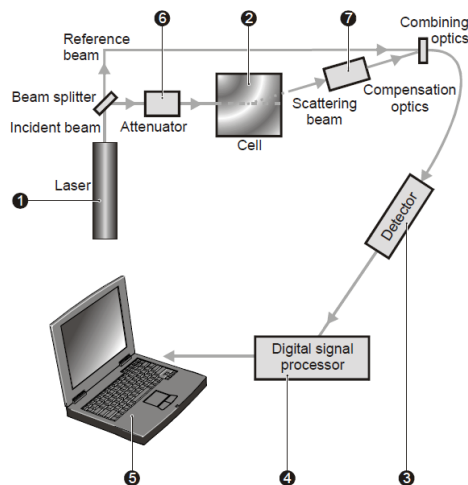 6
7
Combining
optics
Reference
beam
2
Beam splitter
Incident beam
Attenuator
Scattering
beam
Compensation
optics
Cell
Laser
1
Detector
Digital signal
processor
5
4
3